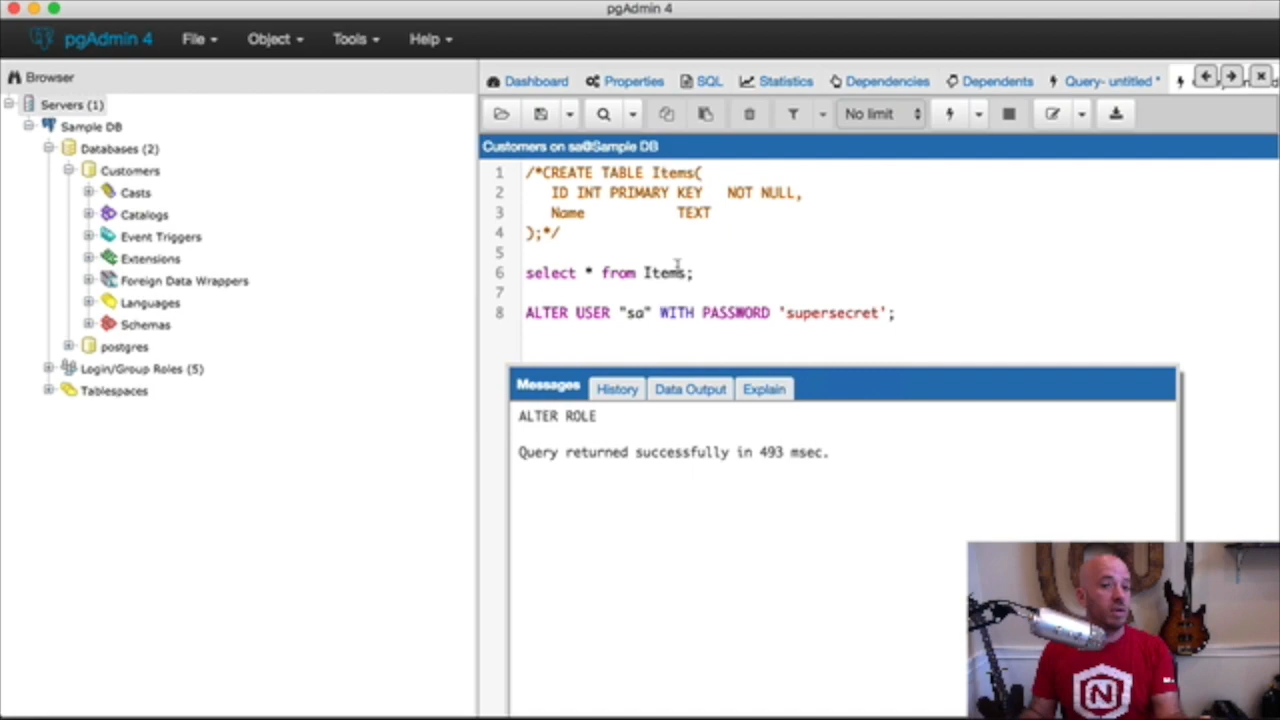 pgAdmin 4
pgAdmin 4 File Object Tools Help
Browser
Servers (1)
Sample DB
Databases (2)
Customers
Casts
Catalogs
Event Triggers
Extensions
Foreign Data Wrappers
Languages
Schemas
postgres
Login/Group Roles (5)
Tablespaces
Dashboard Properties SQL Statistics Dependencies Dependents Query- untitled *
No limit
Customers on sa@Sample DB
1 /*CREATE TABLE Items(
2 ID INT PRIMARY KEY NOT NULL,
3 Name TEXT
4 );*/
5
6 select * from Items;
7
8 ALTER USER "sa" WITH PASSWORD 'supersecret';
Messages History Data Output Explain
ALTER ROLE
Query returned successfully in 493 msec.
N